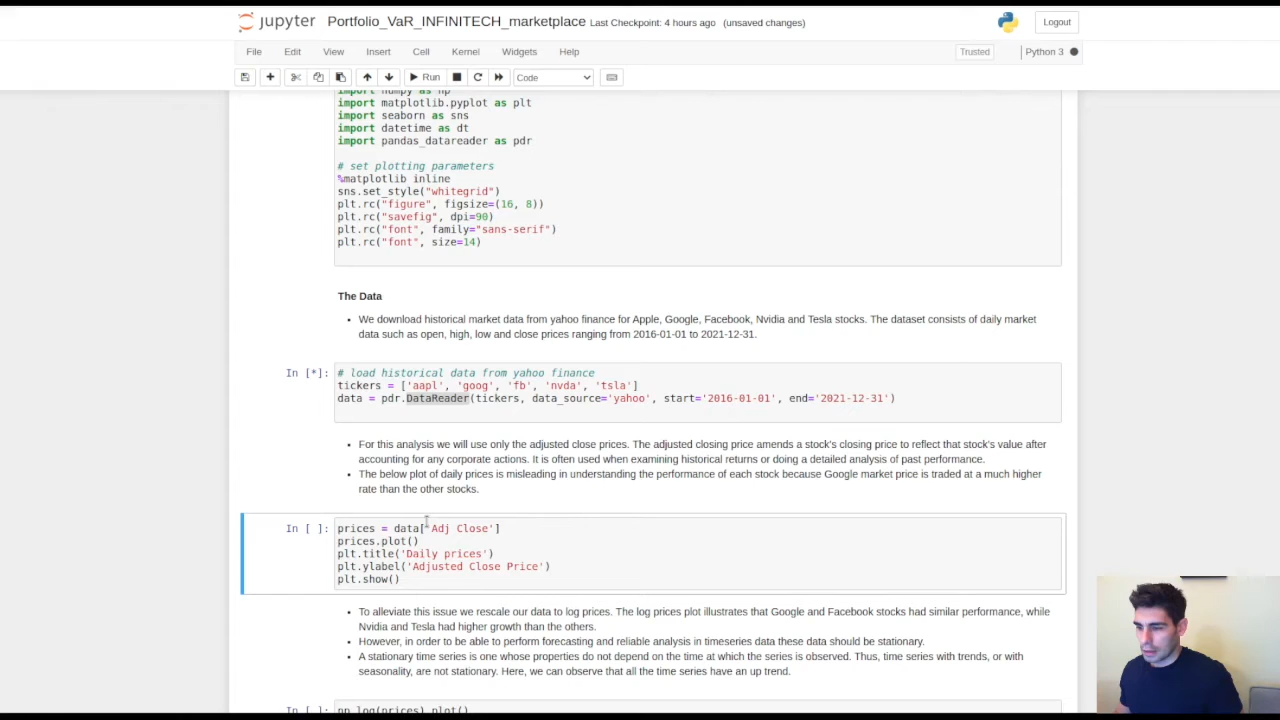 jupyter Portfolio_VaR_INFINITECH_marketplace Last Checkpoint: 4 hours ago (unsaved changes) Logout
File Edit View Insert Cell Kernel Widgets Help Trusted Python 3
Run Code
import numpy as np
import matplotlib.pyplot as plt
import seaborn as sns
import datetime as dt
import pandas_datareader as pdr
# set plotting parameters
%matplotlib inline
sns.set_style("whitegrid")
plt.rc("figure", figsize=(16, 8))
plt.rc("savefig", dpi=90)
plt.rc("font", family="sans-serif")
plt.rc("font", size=14)
The Data
• We download historical market data from yahoo finance for Apple, Google, Facebook, Nvidia and Tesla stocks. The dataset consists of daily market
data such as open, high, low and close prices ranging from 2016-01-01 to 2021-12-31.
In [*]: # load historical data from yahoo finance
tickers = ['aapl', 'goog', 'fb', 'nvda', 'tsla']
data = pdr.DataReader(tickers, data_source='yahoo', start='2016-01-01', end='2021-12-31')
• For this analysis we will use only the adjusted close prices. The adjusted closing price amends a stock's closing price to reflect that stock's value after
accounting for any corporate actions. It is often used when examining historical returns or doing a detailed analysis of past performance.
• The below plot of daily prices is misleading in understanding the performance of each stock because Google market price is traded at a much higher
rate than the other stocks.
In [ ]: prices = data['Adj Close']
prices.plot()
plt.title('Daily prices')
plt.ylabel('Adjusted Close Price')
plt.show()
• To alleviate this issue we rescale our data to log prices. The log prices plot illustrates that Google and Facebook stocks had similar performance, while
Nvidia and Tesla had higher growth than the others.
• However, in order to be able to perform forecasting and reliable analysis in timeseries data these data should be stationary.
• A stationary time series is one whose properties do not depend on the time at which the series is observed. Thus, time series with trends, or with
seasonality, are not stationary. Here, we can observe that all the time series have an up trend.
In [ ]: np.log(prices).plot()